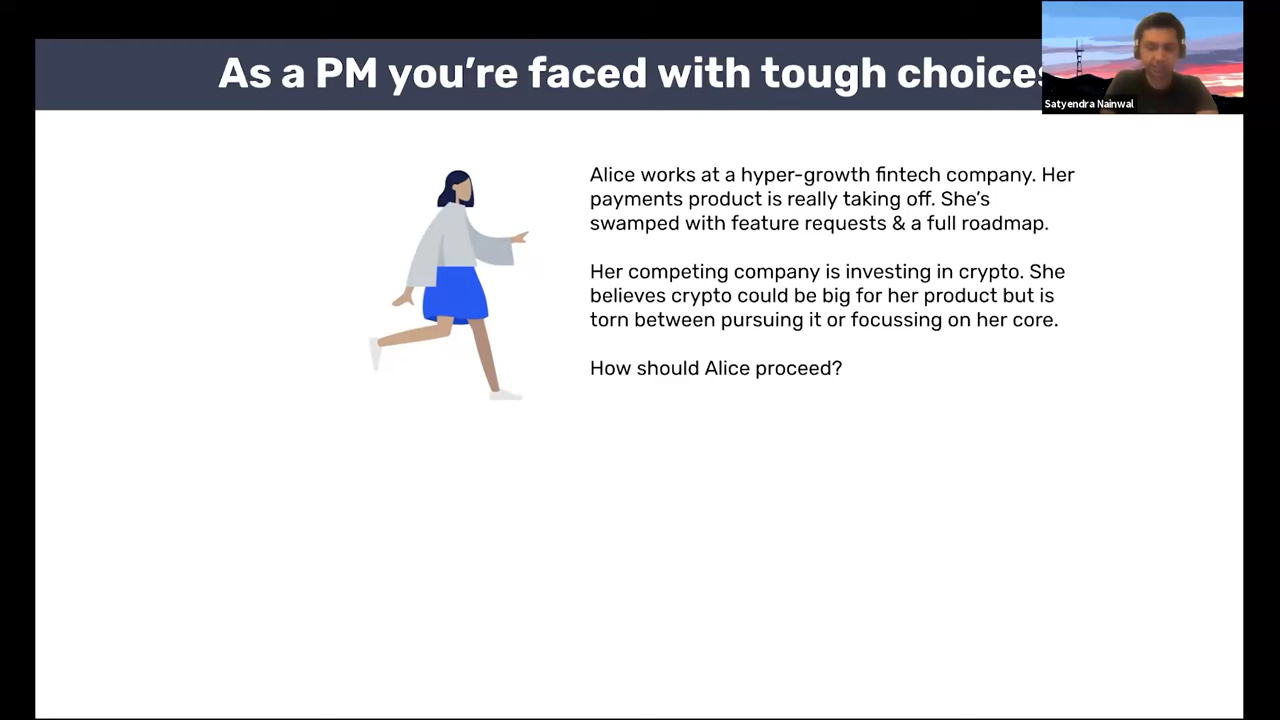 As a PM you're faced with tough choices
Satyendra Nainwal
Alice works at a hyper-growth fintech company. Her
payments product is really taking off. She's
swamped with feature requests & a full roadmap.
Her competing company is investing in crypto. She
believes crypto could be big for her product but is
torn between pursuing it or focussing on her core.
How should Alice proceed?